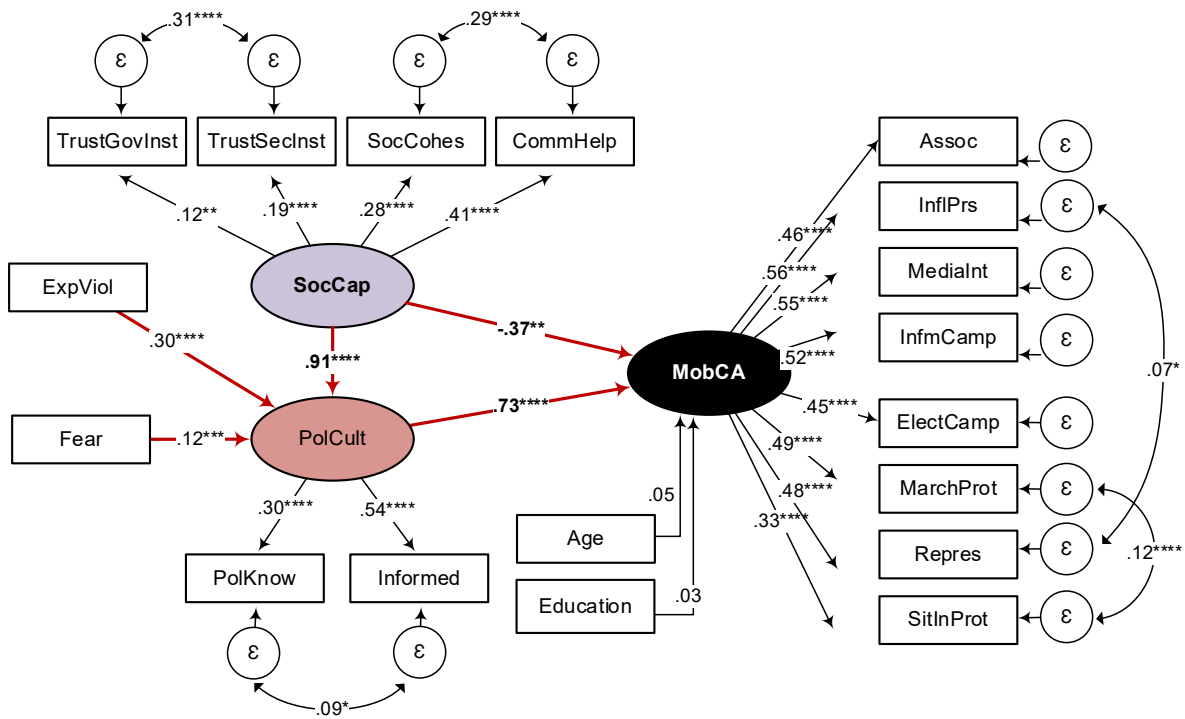 .31****
.29****
ε
ε
ε
ε
TrustGovInst
TrustSecInst
SocCohes
CommHelp
.12**
.19****
.28****
.41****
SocCap
ExpViol
.30****
-.37**
.91****
MobCA
Fear
.12***
PolCult
.73****
.30****
.54****
PolKnow
Informed
ε
ε
.09*
Age
.05
Education
.03
.46****
.56****
.55****
.52****
.45****
.49****
.48****
.33****
Assoc
ε
InflPrs
ε
MediaInt
ε
InfmCamp
ε
.07*
ElectCamp
ε
MarchProt
ε
Repres
ε
.12****
SitInProt
ε